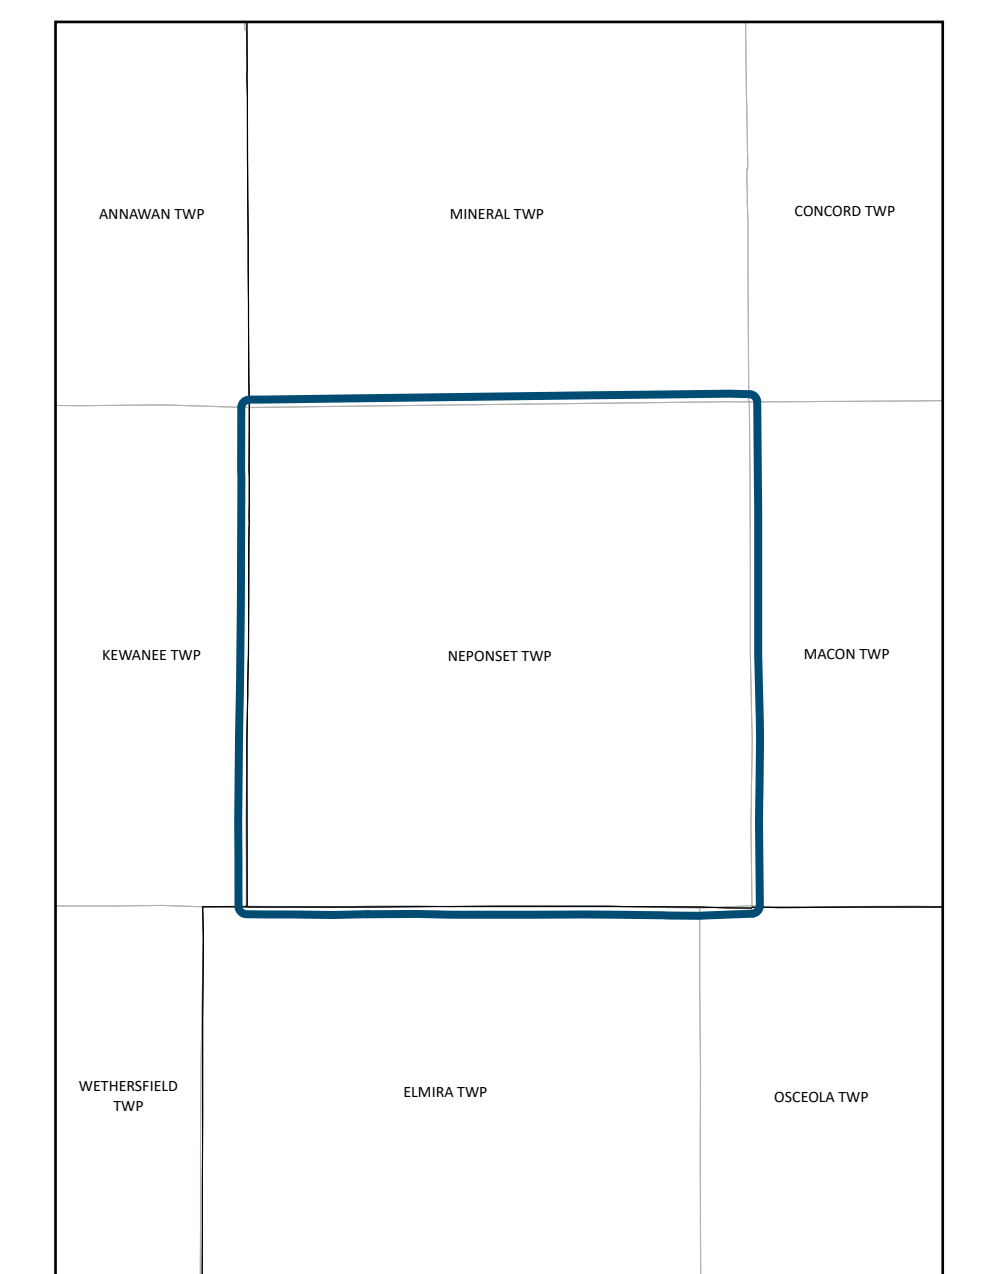 ANNAWAN TWP
MINERAL TWP
CONCORD TWP
KEWANEE TWP
NEPONSET TWP
MACON TWP
WETHERSFIELD
TWP
ELMIRA TWP
OSCEOLA TWP